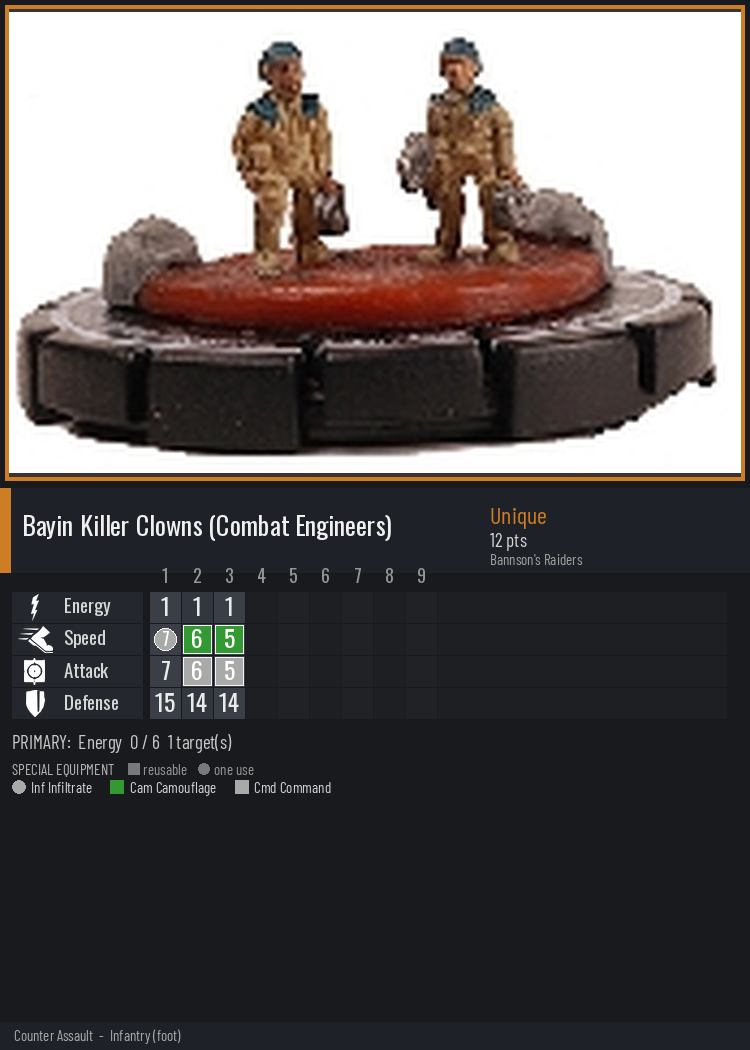 Bayin Killer Clowns (Combat Engineers)
Unique
12 pts
Bannson's Raiders
1 2 3 4 5 6 7 8 9
Energy 1 1 1
Speed 7 6 5
Attack 7 6 5
Defense 15 14 14
PRIMARY: Energy 0 / 6 1 target(s)
SPECIAL EQUIPMENT reusable one use
Inf Infiltrate Cam Camouflage Cmd Command
Counter Assault - Infantry (foot)